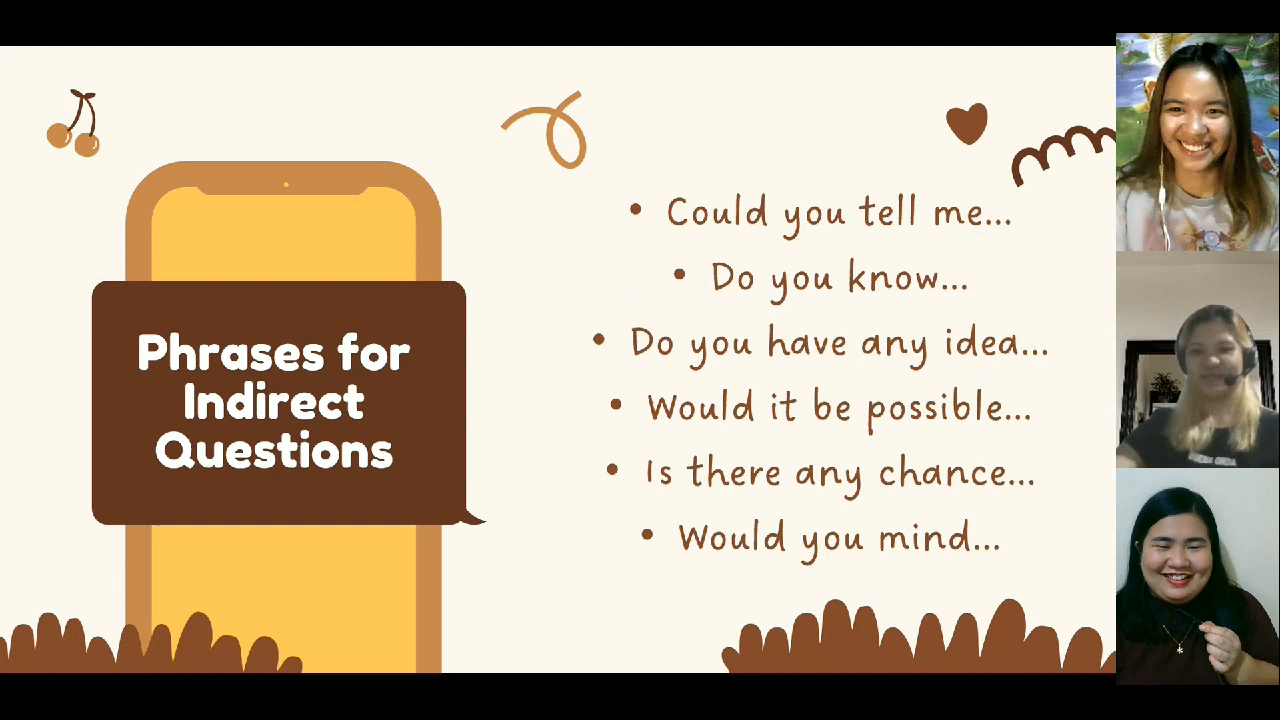 Phrases for
Indirect
Questions
• Could you tell me...
• Do you know...
• Do you have any idea...
• Would it be possible...
• Is there any chance...
• Would you mind...